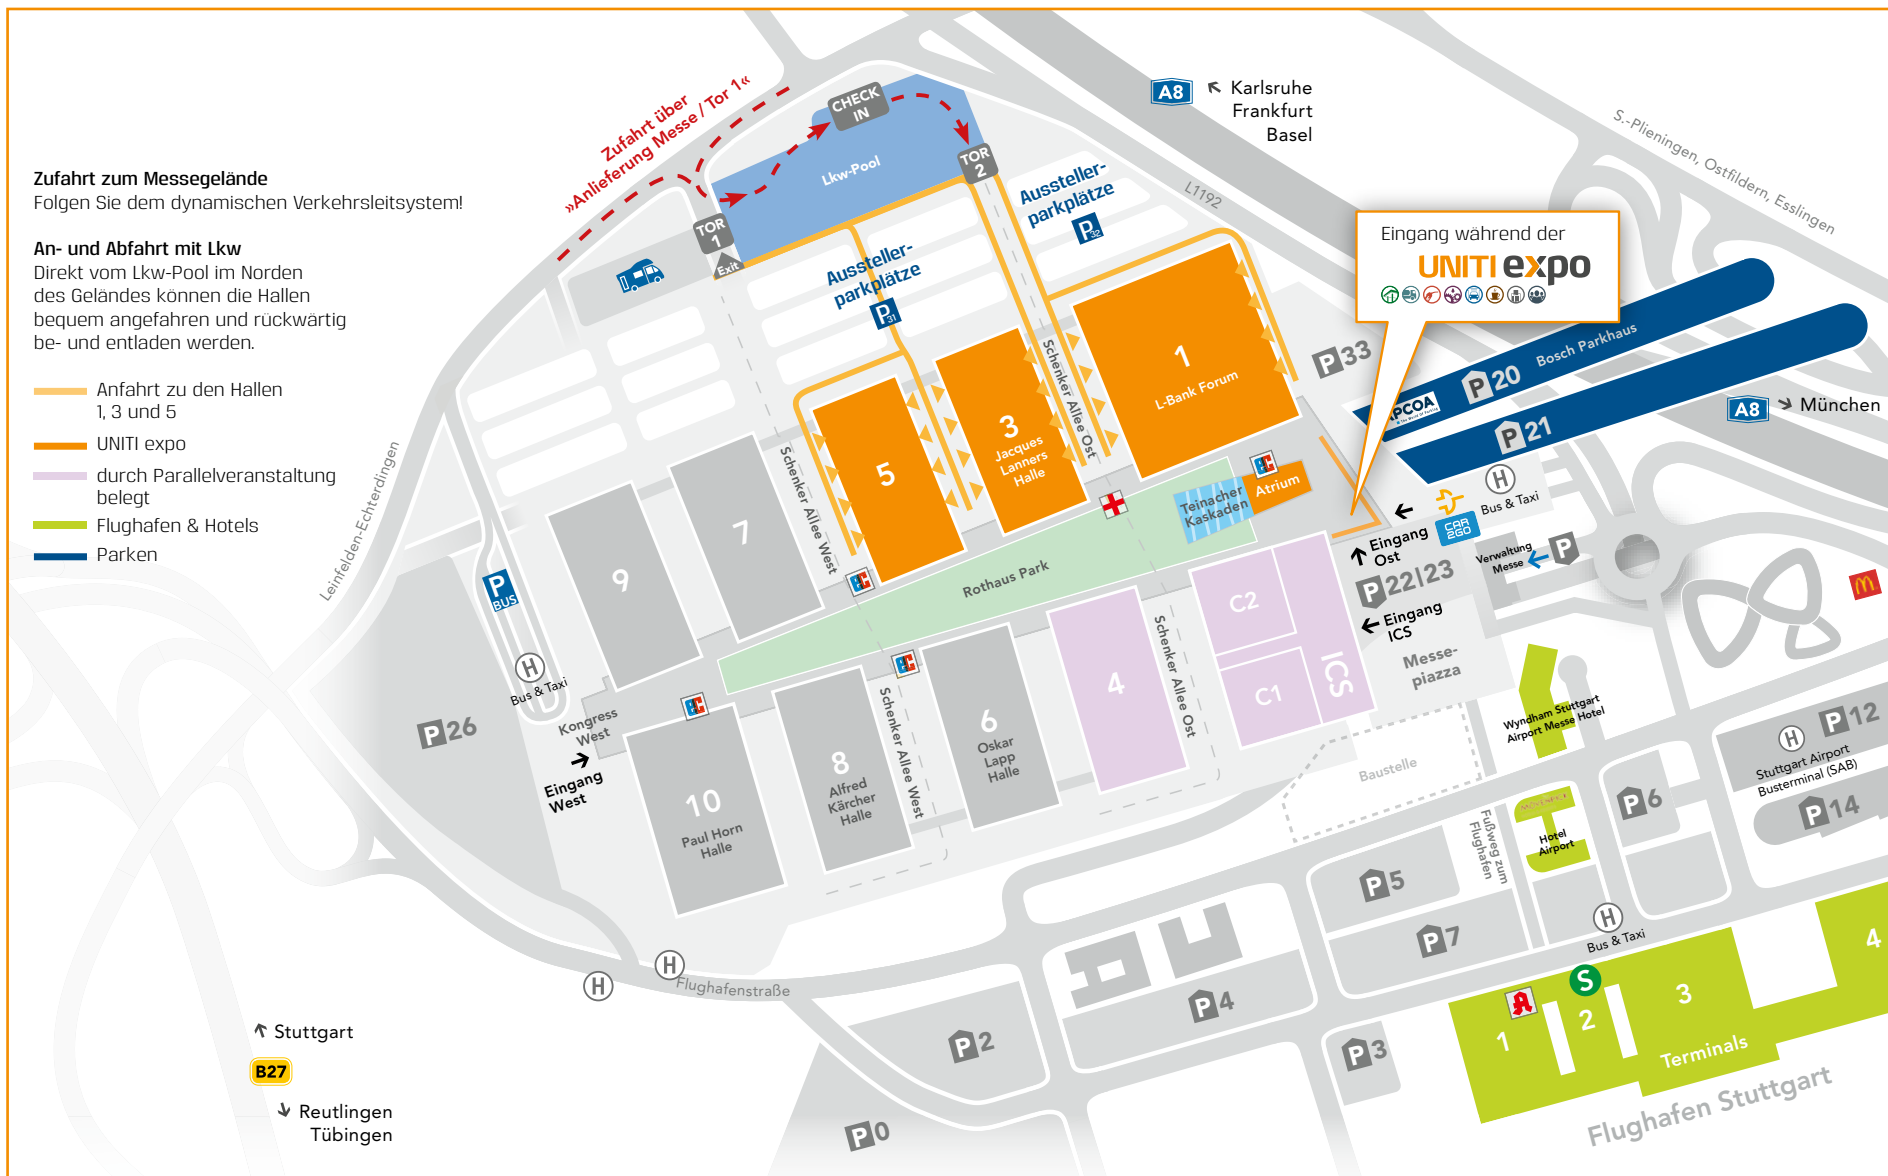 Zufahrt zum Messegelände
Folgen Sie dem dynamischen Verkehrsleitsystem!
An- und Abfahrt mit Lkw
Direkt vom Lkw-Pool im Norden
des Geländes können die Hallen
bequem angefahren und rückwärtig
be- und entladen werden.
Anfahrt zu den Hallen
1, 3 und 5
UNITI expo
durch Parallelveranstaltung
belegt
Flughafen & Hotels
Parken
Zufahrt über
»Anlieferung Messe / Tor 1«
CHECK
IN
Lkw-Pool
TOR
1
Exit
TOR
2
Aussteller-
parkplätze
P31
Aussteller-
parkplätze
P32
L1192
A8
Karlsruhe
Frankfurt
Basel
S.-Plieningen, Ostfildern, Esslingen
Eingang während der
UNITI expo
Bosch Parkhaus
P20
APCOA
P21
P33
A8
München
1
L-Bank Forum
3
Jacques
Lanners
Halle
5
7
9
Schenker Allee West
Schenker Allee Ost
Leinfelden-Echterdingen
Teinacher
Kaskaden
Atrium
Rothaus Park
Eingang
Ost
CAR
2GO
H
Bus & Taxi
Verwaltung
Messe
P
P22|23
Eingang
ICS
Messe-
piazza
C2
C1
ICS
P
BUS
H
Bus & Taxi
P26
Kongress
West
Eingang
West
10
Paul Horn
Halle
8
Alfred
Kärcher
Halle
Schenker Allee West
6
Oskar
Lapp
Halle
4
Schenker Allee Ost
Baustelle
Wyndham Stuttgart
Airport Messe Hotel
MÖVENPICK
Hotel
Airport
Fußweg zum
Flughafen
P6
P12
H
Stuttgart Airport
Busterminal (SAB)
P14
P5
P7
H
Bus & Taxi
H
H
Flughafenstraße
P2
P4
P3
P0
S
1
2
3
4
Terminals
Flughafen Stuttgart
Stuttgart
B27
Reutlingen
Tübingen